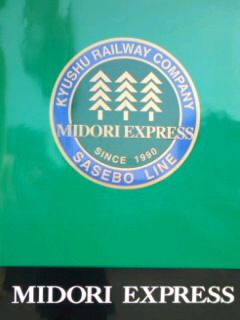 KYUSHU RAILWAY COMPANY
MIDORI EXPRESS
SINCE 1990
SASEBO LINE
MIDORI EXPRESS